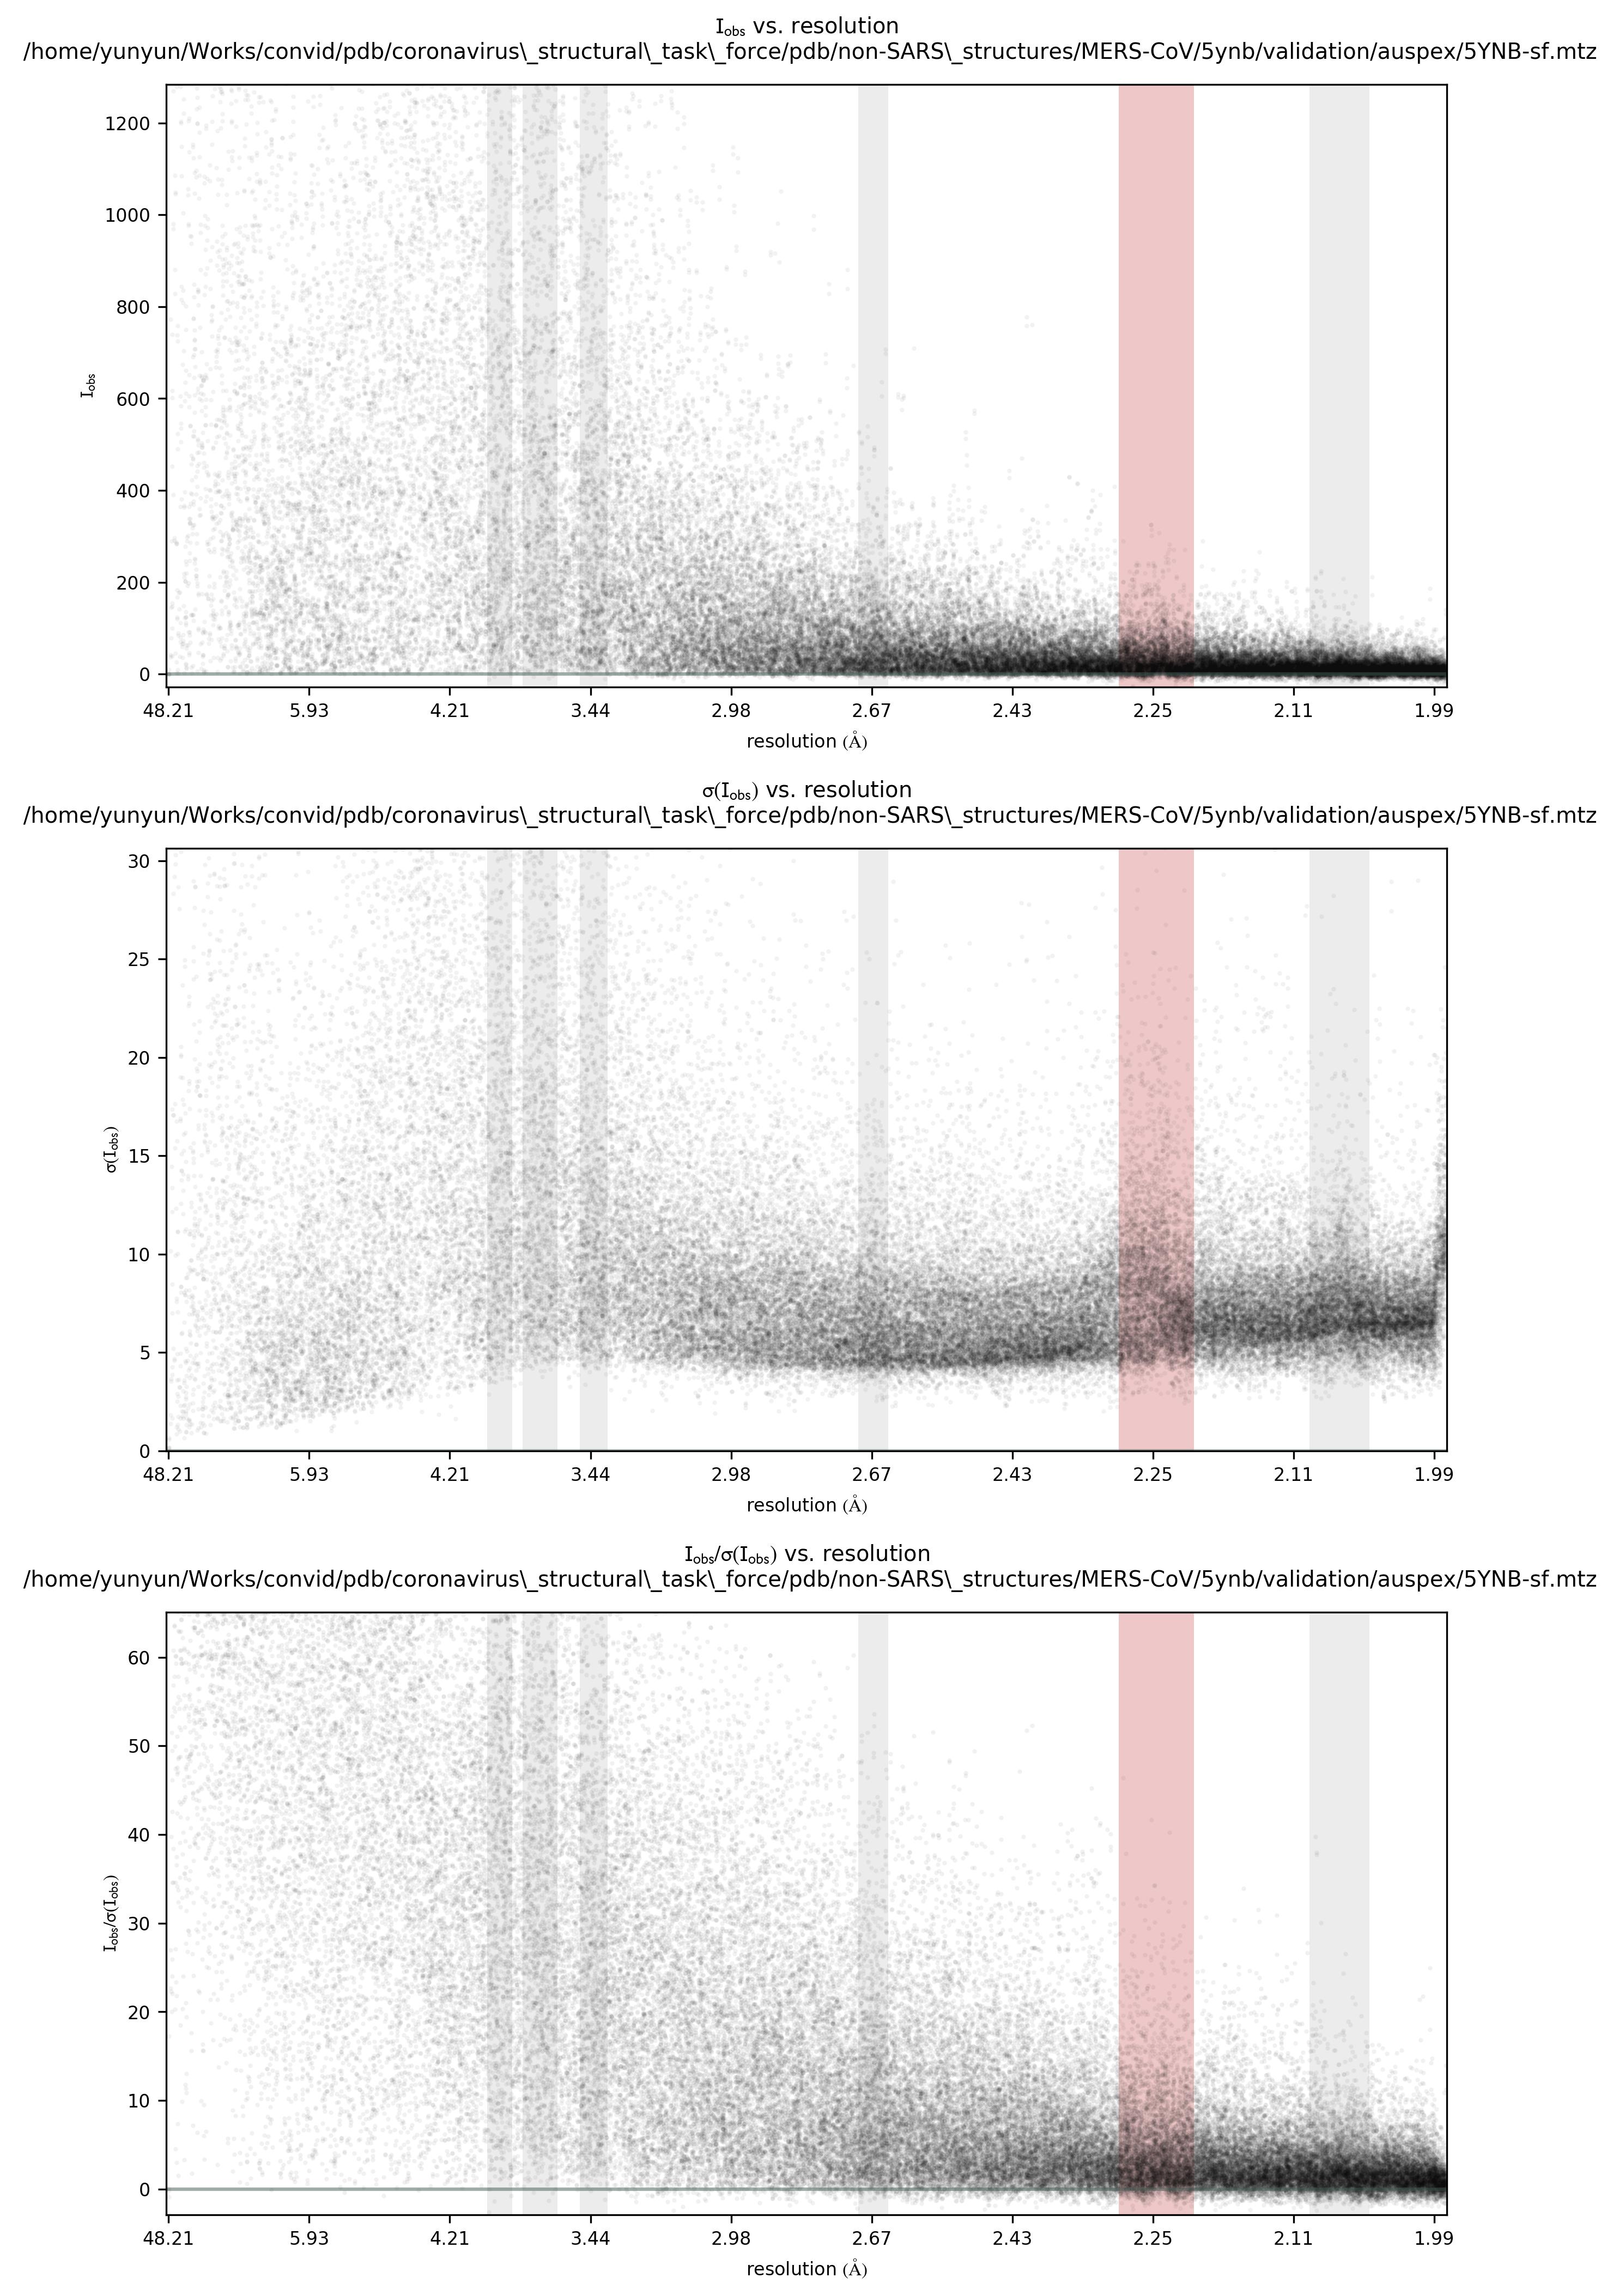 I_obs vs. resolution
/home/yunyun/Works/convid/pdb/coronavirus\_structural\_task\_force/pdb/non-SARS\_structures/MERS-CoV/5ynb/validation/auspex/5YNB-sf.mtz
1200
1000
800
600
400
200
0
I_obs
48.21 5.93 4.21 3.44 2.98 2.67 2.43 2.25 2.11 1.99
resolution (Å)
σ(I_obs) vs. resolution
/home/yunyun/Works/convid/pdb/coronavirus\_structural\_task\_force/pdb/non-SARS\_structures/MERS-CoV/5ynb/validation/auspex/5YNB-sf.mtz
30
25
20
15
10
5
0
σ(I_obs)
48.21 5.93 4.21 3.44 2.98 2.67 2.43 2.25 2.11 1.99
resolution (Å)
I_obs/σ(I_obs) vs. resolution
/home/yunyun/Works/convid/pdb/coronavirus\_structural\_task\_force/pdb/non-SARS\_structures/MERS-CoV/5ynb/validation/auspex/5YNB-sf.mtz
60
50
40
30
20
10
0
I_obs/σ(I_obs)
48.21 5.93 4.21 3.44 2.98 2.67 2.43 2.25 2.11 1.99
resolution (Å)